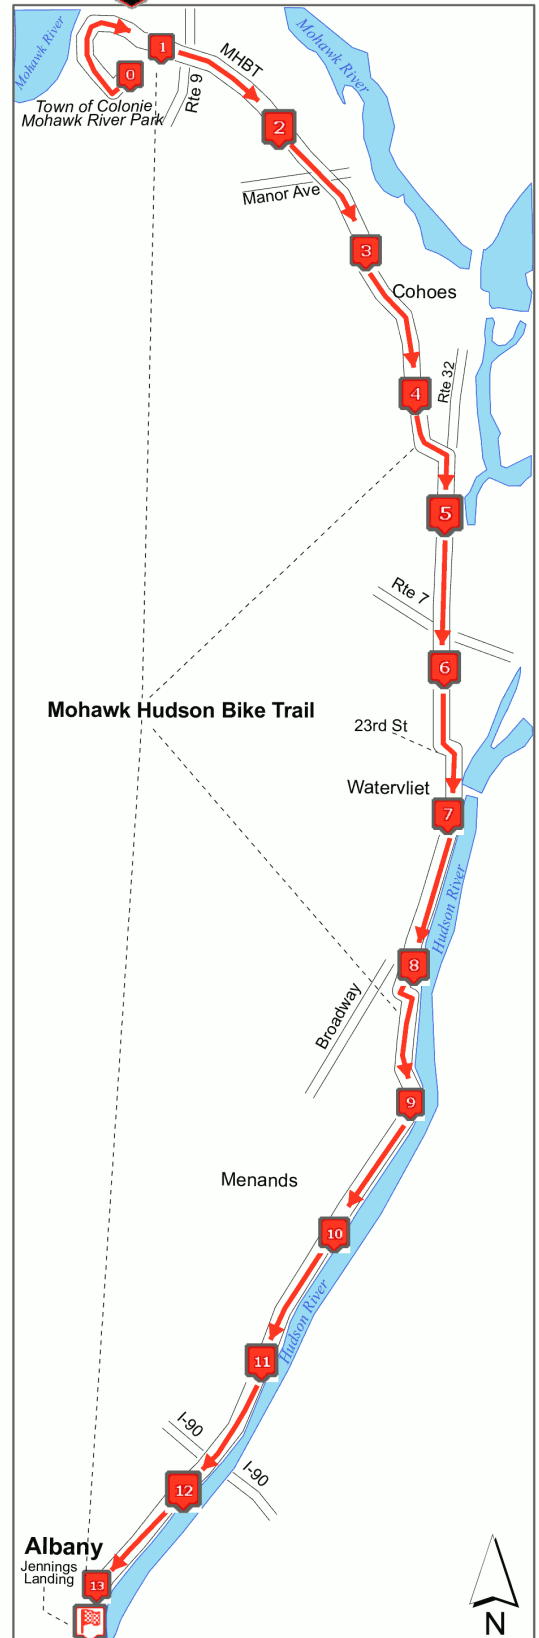 Mohawk River
Mohawk River
1
MHBT
0
Rte 9
Town of Colonie
Mohawk River Park
2
Manor Ave
3
Cohoes
Rte 32
4
5
Rte 7
6
Mohawk Hudson Bike Trail
23rd St
Watervliet
7
Hudson River
8
Broadway
9
Menands
10
Hudson River
11
I-90
I-90
12
Albany
Jennings
Landing
13
N